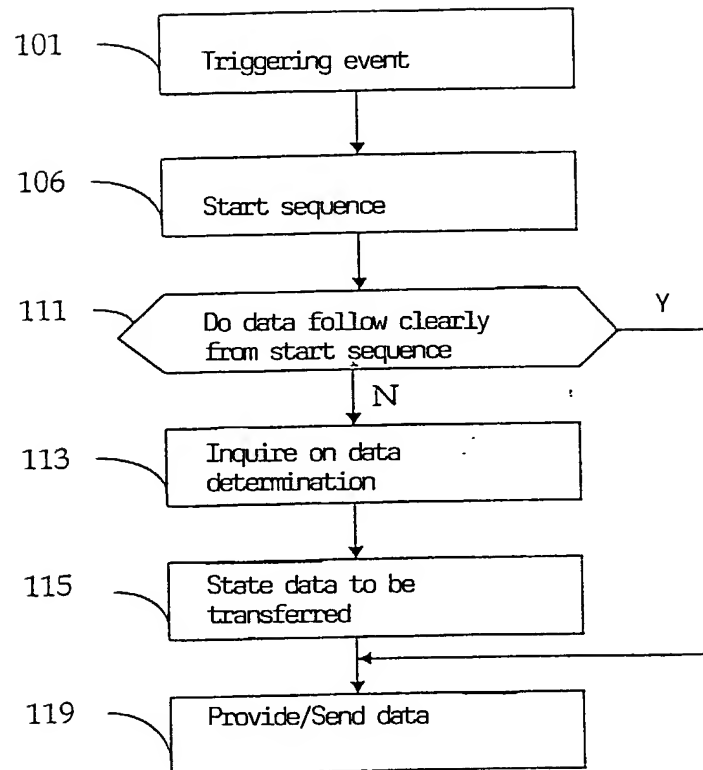 101
Triggering event
106
Start sequence
111
Do data follow clearly
from start sequence
Y
N
113
Inquire on data
determination
115
State data to be
transferred
119
Provide/Send data